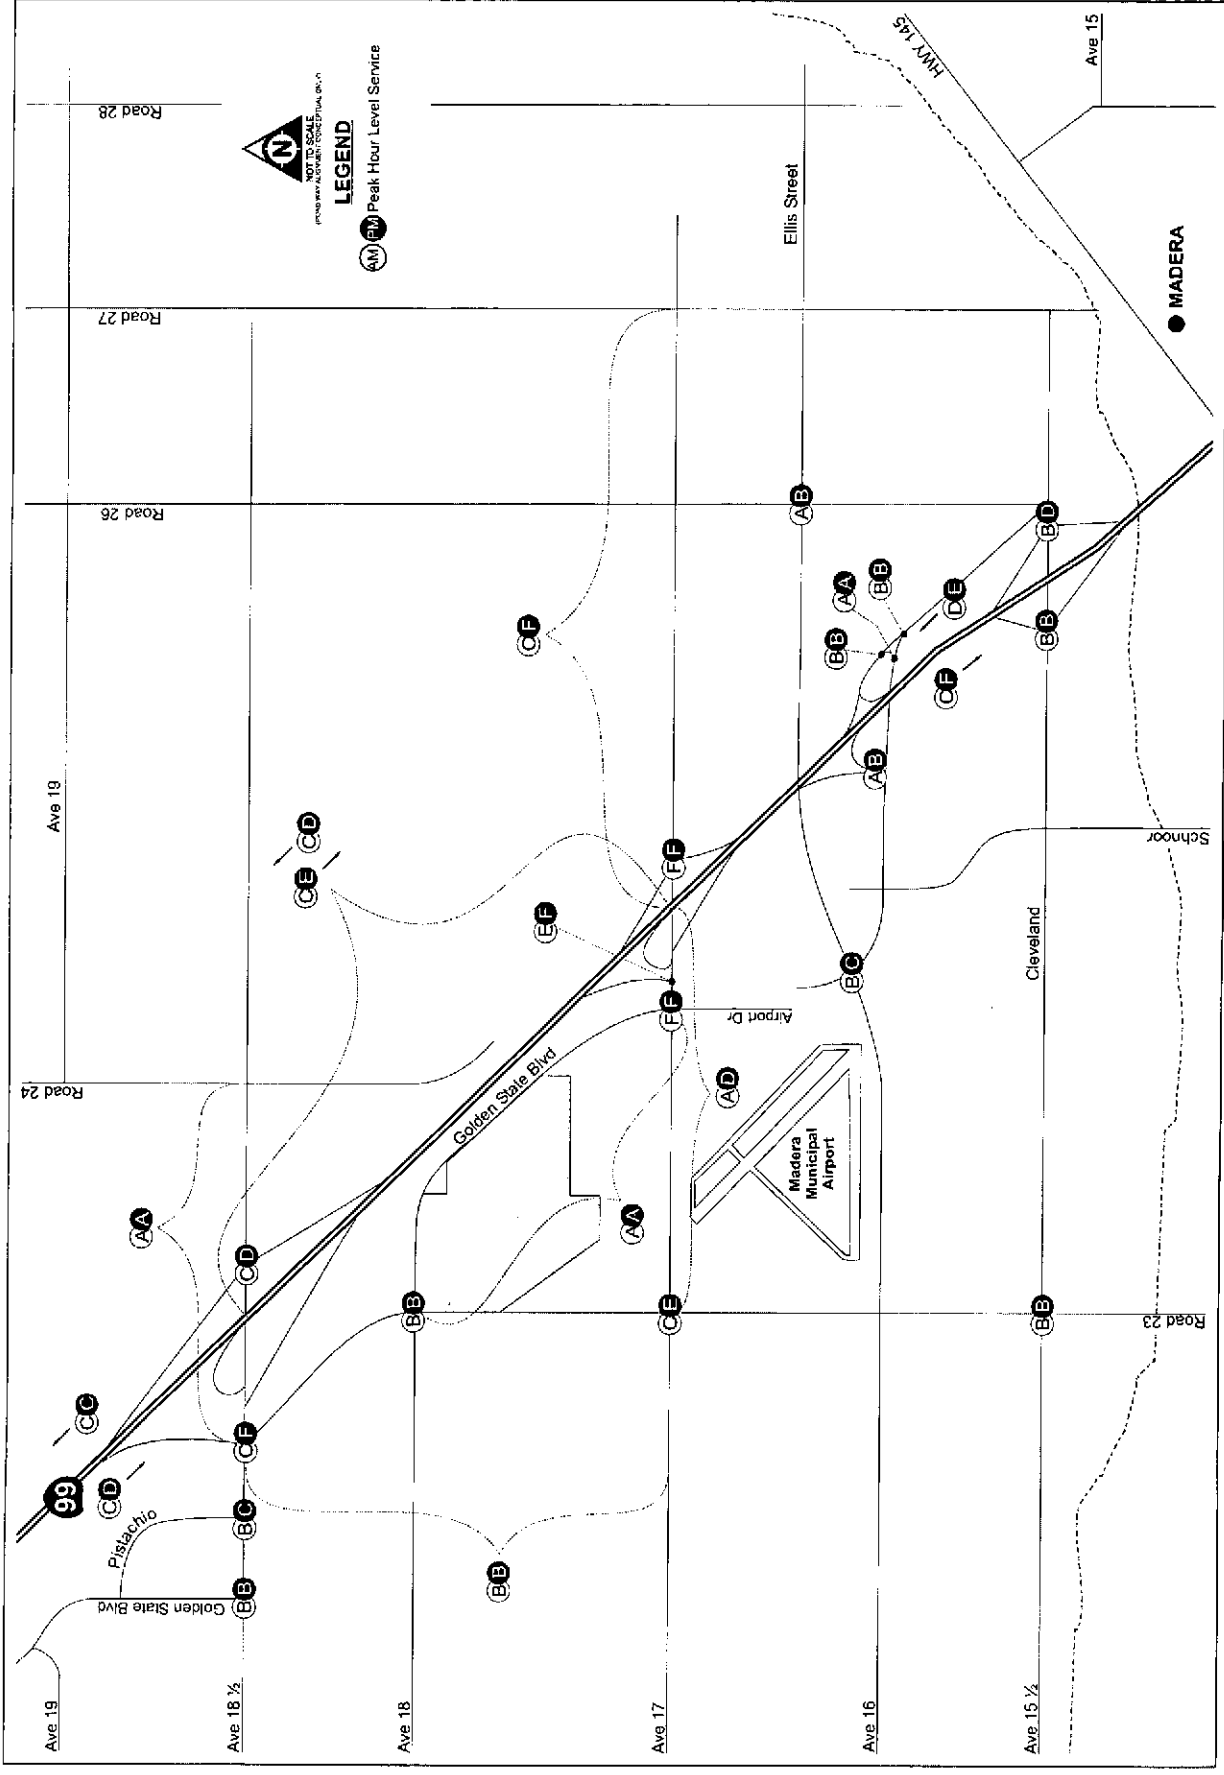 HWY 145
Ave 15
Road 28
N
NOT TO SCALE
LEGEND
AM PM Peak Hour Level Service
Ellis Street
Road 27
MADERA
Road 26
A B
B D
A A
B B
B B
D E
B B
C F
C F
A B
Ave 19
C D
C E
F F
E F
Schnoor
Cleveland
B C
F F
Airport Dr
Road 24
Golden State Blvd
A D
Madera
Municipal
Airport
A A
A A
C D
B B
C E
B B
Road 23
C C
99
C D
C F
Pistachio
B C
B B
Golden State Blvd
B B
Ave 19
Ave 18 ½
Ave 18
Ave 17
Ave 16
Ave 15 ½